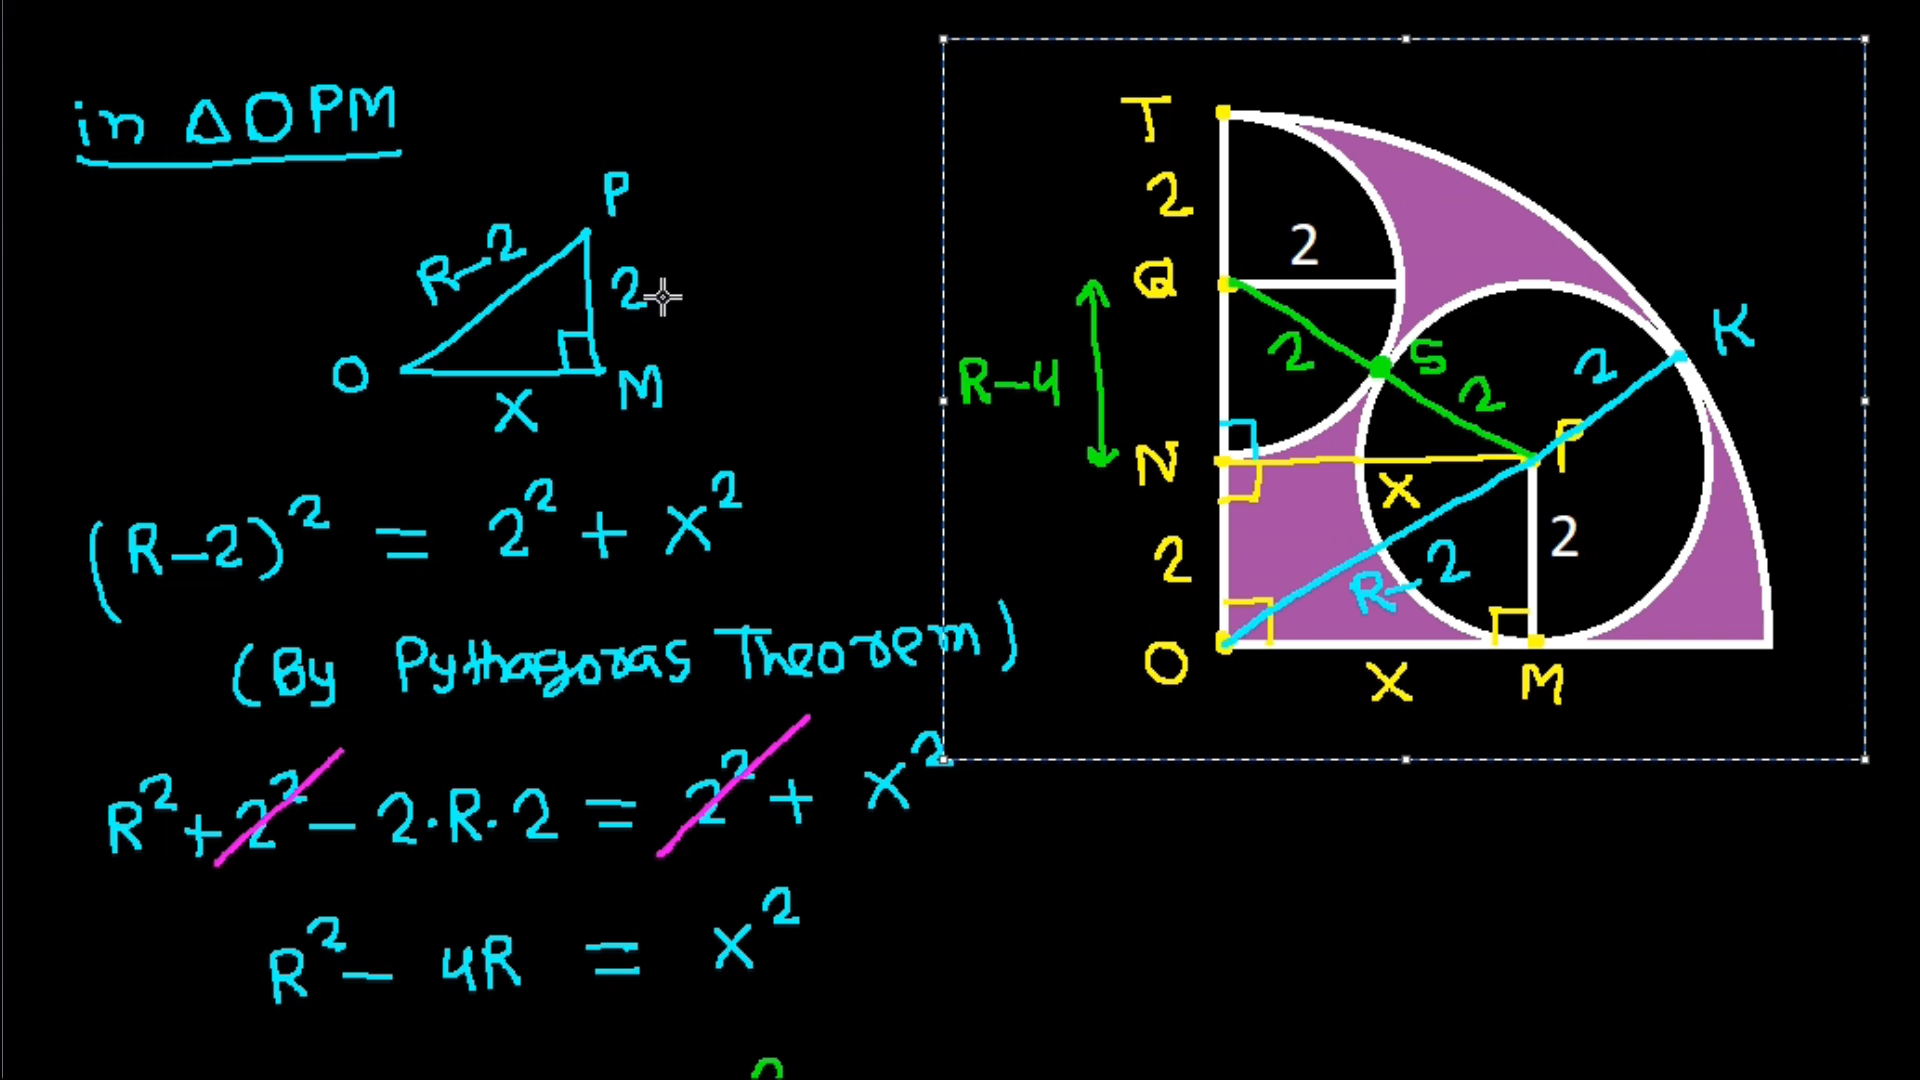 in △OPM
P
R-2
2
O
X
M
(R-2)² = 2² + x²
(By Pythagoras Theorem)
R² + 2² - 2·R·2 = 2² + x²
R² - 4R = x²
T
2
2
Q
K
2
S
2
2
R-4
N
P
X
2
2
R-2
O
X
M